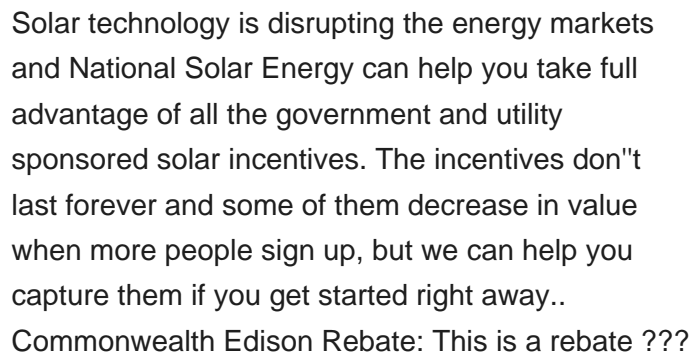 Solar technology is disrupting the energy markets
and National Solar Energy can help you take full
advantage of all the government and utility
sponsored solar incentives. The incentives don"t
last forever and some of them decrease in value
when more people sign up, but we can help you
capture them if you get started right away..
Commonwealth Edison Rebate: This is a rebate ???